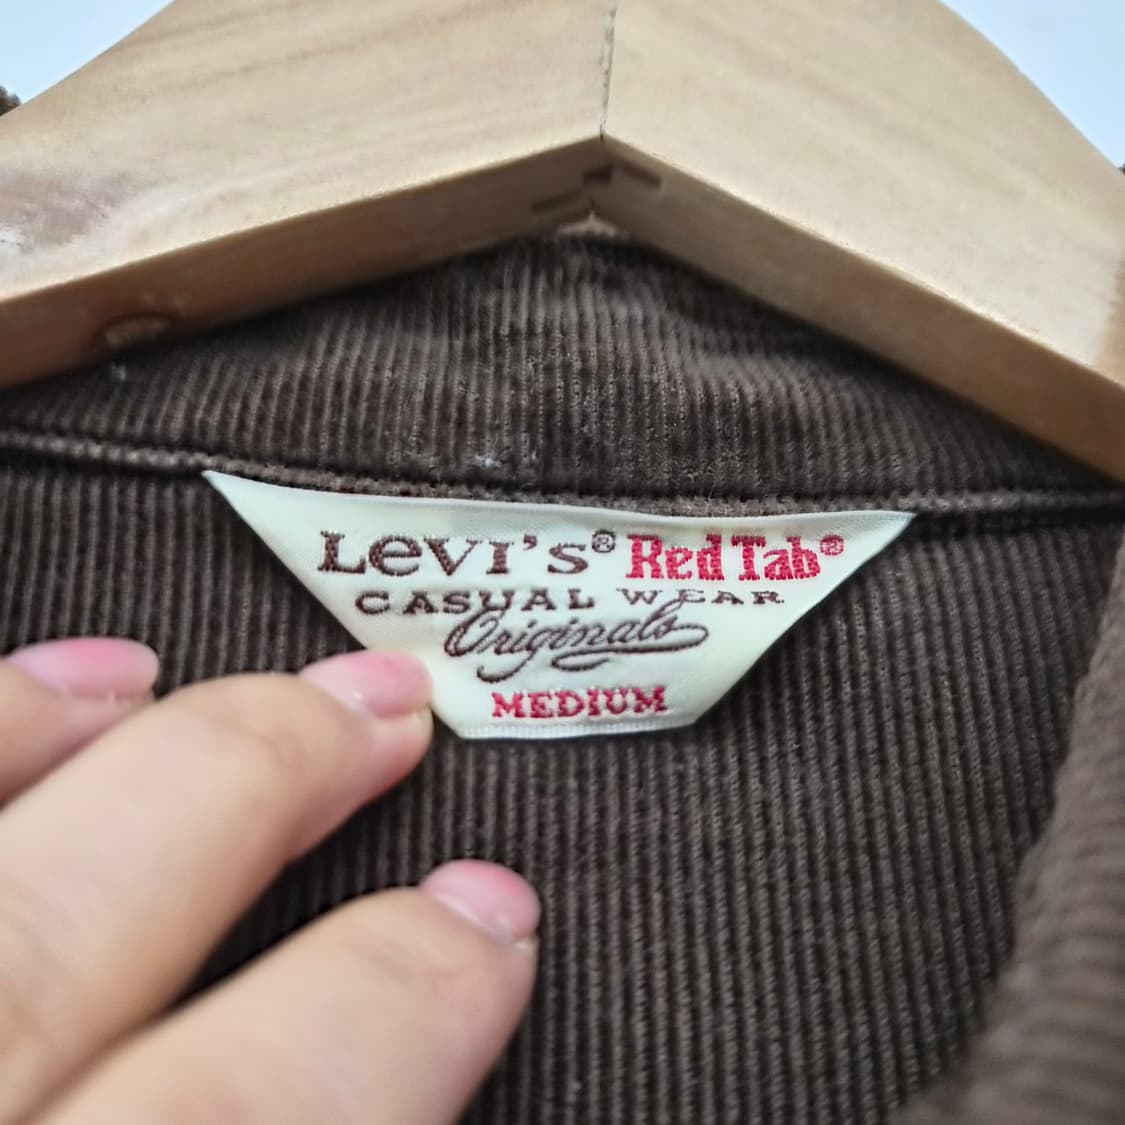 Levi's® Red Tab®
CASUAL WEAR
Originals
MEDIUM